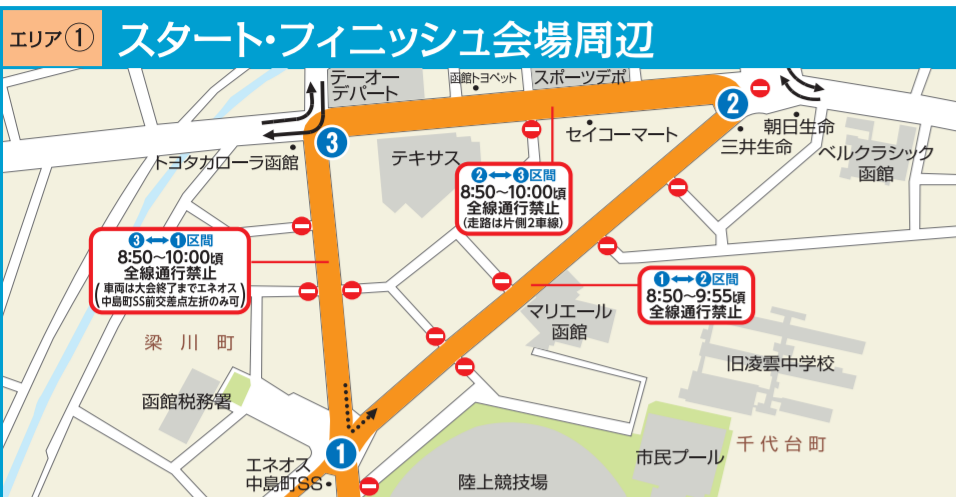 エリア①
スタート・フィニッシュ会場周辺
テーオー
デパート
函館トヨペット
スポーツデポ
2
3
トヨタカローラ函館
テキサス
セイコーマート
三井生命
朝日生命
ベルクラシック
函館
2↔3区間
8:50~10:00頃
全線通行禁止
(走路は片側2車線)
3↔1区間
8:50~10:00頃
全線通行禁止
(車両は大会終了までエネオス
中島町SS前交差点左折のみ可)
1↔2区間
8:50~9:55頃
全線通行禁止
マリエール
函館
梁川町
旧凌雲中学校
函館税務署
千代台町
市民プール
1
エネオス
中島町SS
陸上競技場